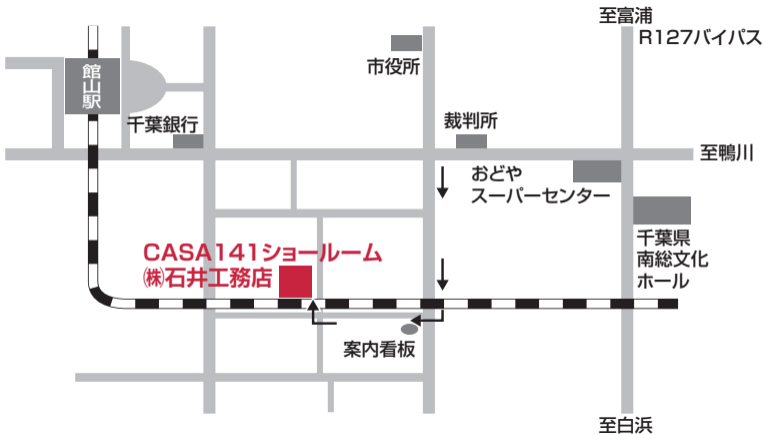 至富浦
R127バイパス
市役所
館山駅
千葉銀行
裁判所
至鴨川
おどや
スーパーセンター
千葉県
南総文化
ホール
CASA141ショールーム
㈱石井工務店
案内看板
至白浜